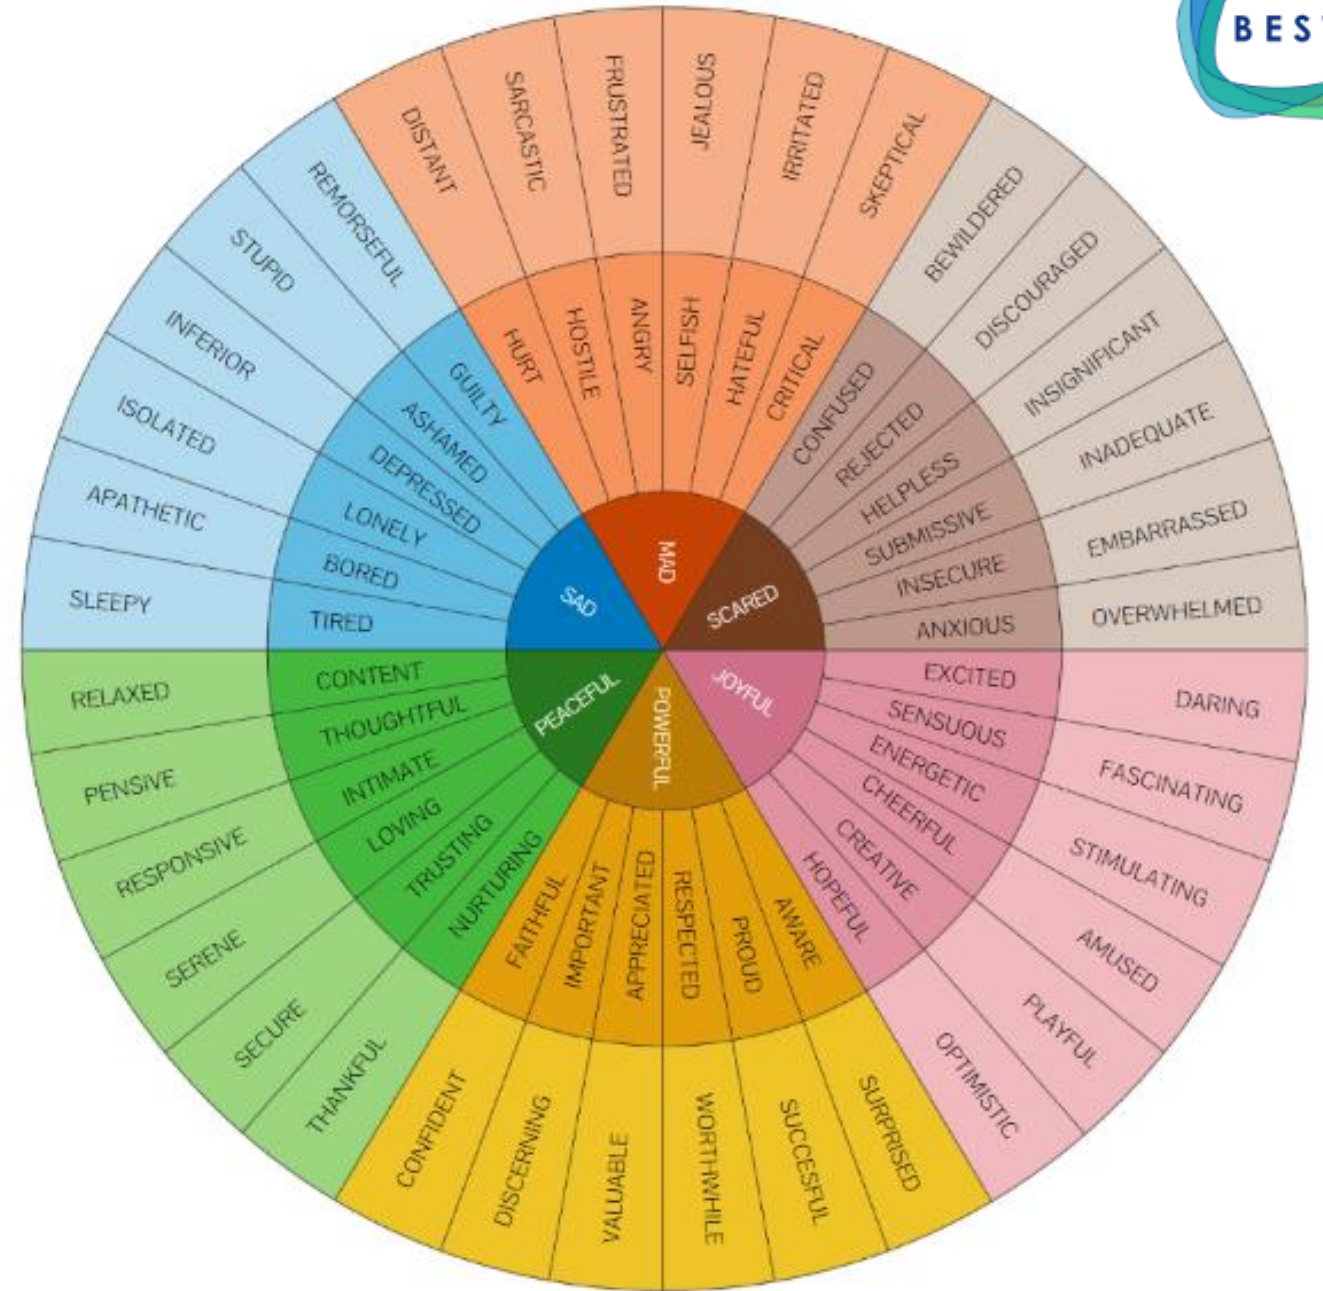 BES
MAD
SCARED
JOYFUL
POWERFUL
PEACEFUL
SAD
HURT
HOSTILE
ANGRY
SELFISH
HATEFUL
CRITICAL
CONFUSED
REJECTED
HELPLESS
SUBMISSIVE
INSECURE
ANXIOUS
EXCITED
SENSUOUS
ENERGETIC
CHEERFUL
CREATIVE
HOPEFUL
AWARE
PROUD
RESPECTED
APPRECIATED
IMPORTANT
FAITHFUL
NURTURING
TRUSTING
LOVING
INTIMATE
THOUGHTFUL
CONTENT
TIRED
BORED
LONELY
DEPRESSED
ASHAMED
GUILTY
DISTANT
SARCASTIC
FRUSTRATED
JEALOUS
IRRITATED
SKEPTICAL
BEWILDERED
DISCOURAGED
INSIGNIFICANT
INADEQUATE
EMBARRASSED
OVERWHELMED
DARING
FASCINATING
STIMULATING
AMUSED
PLAYFUL
OPTIMISTIC
SURPRISED
SUCCESFUL
WORTHWHILE
VALUABLE
DISCERNING
CONFIDENT
THANKFUL
SECURE
SERENE
RESPONSIVE
PENSIVE
RELAXED
SLEEPY
APATHETIC
ISOLATED
INFERIOR
STUPID
REMORSEFUL